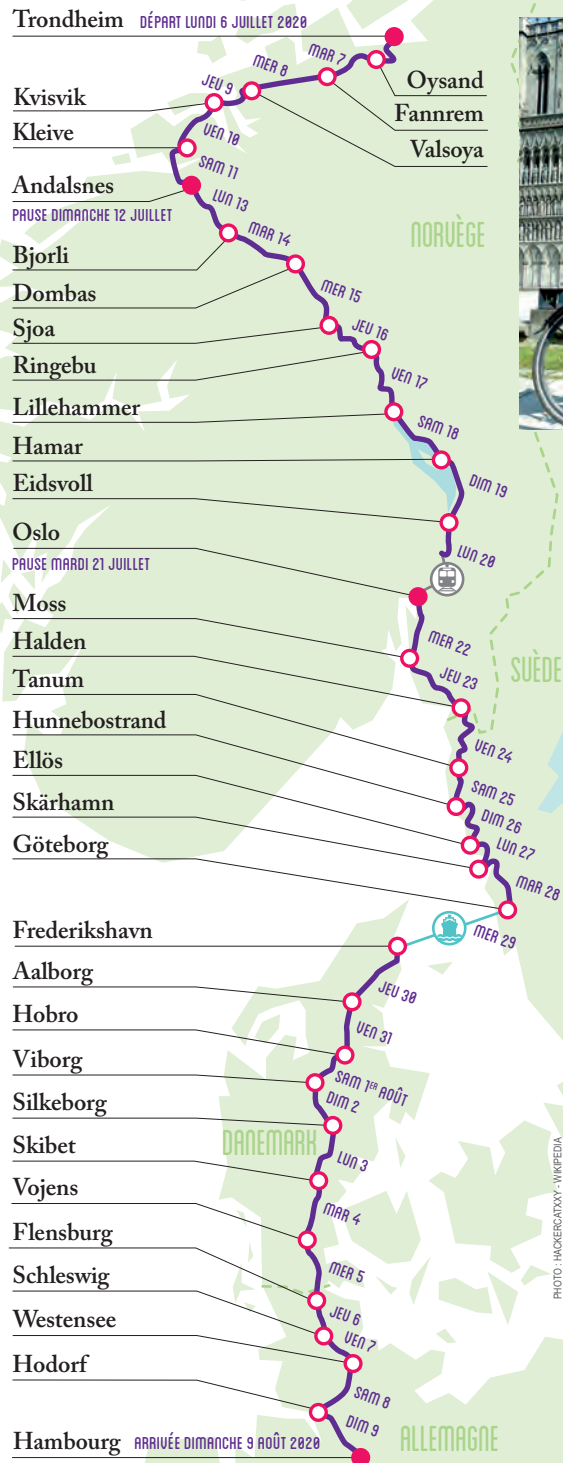 Trondheim DÉPART LUNDI 6 JUILLET 2020
MAR 7
MER 8
Oysand
JEU 9
Fannrem
Kvisvik
Valsoya
Kleive
VEN 10
SAM 11
Andalsnes
LUN 13
PAUSE DIMANCHE 12 JUILLET
MAR 14
NORVÈGE
Bjorli
Dombas
MER 15
Sjoa
JEU 16
Ringebu
VEN 17
Lillehammer
SAM 18
Hamar
DIM 19
Eidsvoll
Oslo
LUN 20
PAUSE MARDI 21 JUILLET
Moss
MER 22
Halden
JEU 23
SUÈDE
Tanum
Hunnebostrand
VEN 24
Ellös
SAM 25
Skärhamn
DIM 26
Göteborg
LUN 27
MAR 28
Frederikshavn
MER 29
Aalborg
JEU 30
Hobro
VEN 31
Viborg
SAM 1ER AOÛT
Silkeborg
DIM 2
DANEMARK
Skibet
LUN 3
Vojens
MAR 4
Flensburg
MER 5
Schleswig
JEU 6
Westensee
VEN 7
Hodorf
SAM 8
DIM 9
Hambourg ARRIVÉE DIMANCHE 9 AOÛT 2020
ALLEMAGNE
PHOTO : HACKERCATXXY - WIKIPEDIA